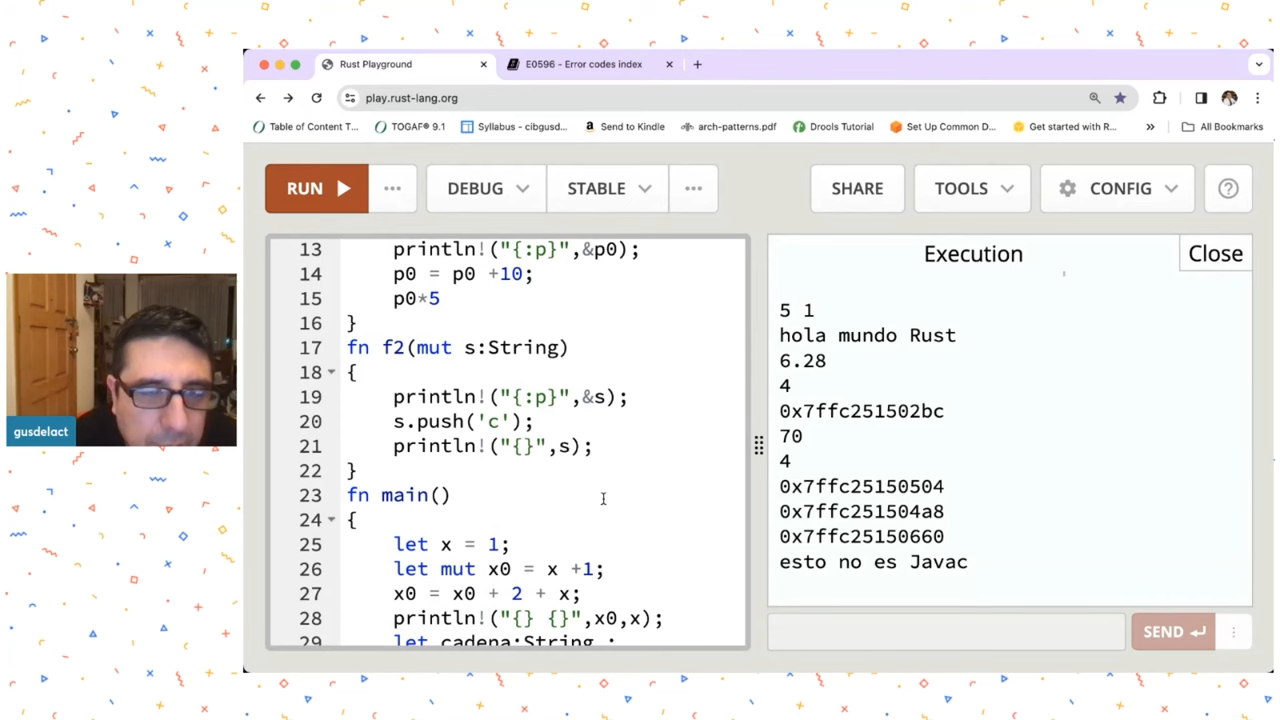 Rust Playground
E0596 - Error codes index
play.rust-lang.org
Table of Content T...
TOGAF® 9.1
Syllabus - cibgusd...
Send to Kindle
arch-patterns.pdf
Drools Tutorial
Set Up Common D...
Get started with R...
All Bookmarks
RUN
DEBUG
STABLE
SHARE
TOOLS
CONFIG
13 println!("{:p}",&p0);
14 p0 = p0 +10;
15 p0*5
16 }
17 fn f2(mut s:String)
18 {
19 println!("{:p}",&s);
20 s.push('c');
21 println!("{}",s);
22 }
23 fn main()
24 {
25 let x = 1;
26 let mut x0 = x +1;
27 x0 = x0 + 2 + x;
28 println!("{} {}",x0,x);
29 let cadena:String ;
Execution
Close
5 1
hola mundo Rust
6.28
4
0x7ffc251502bc
70
4
0x7ffc25150504
0x7ffc251504a8
0x7ffc25150660
esto no es Javac
SEND
gusdelact